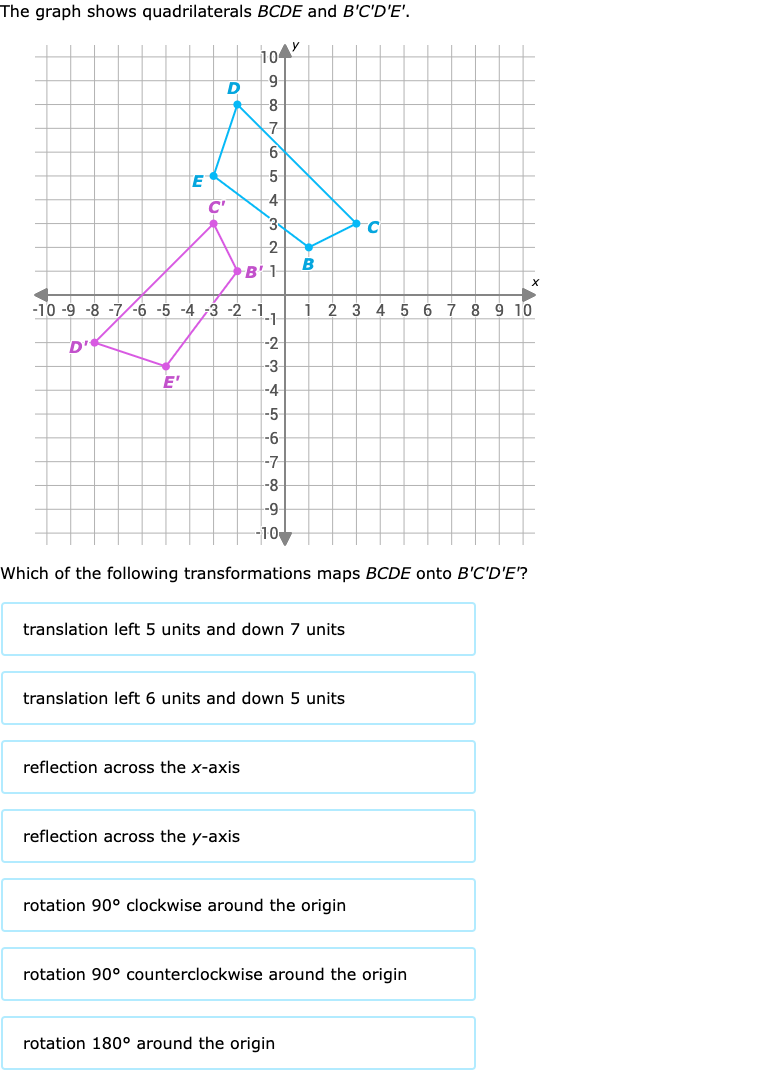 The graph shows quadrilaterals BCDE and B'C'D'E'.
y
10
9
D
8
7
6
E
5
4
C'
3
C
2
B
B'
1
x
-10 -9 -8 -7 -6 -5 -4 -3 -2 -1 1 2 3 4 5 6 7 8 9 10
-1
D'
-2
-3
E'
-4
-5
-6
-7
-8
-9
-10
Which of the following transformations maps BCDE onto B'C'D'E'?
translation left 5 units and down 7 units
translation left 6 units and down 5 units
reflection across the x-axis
reflection across the y-axis
rotation 90° clockwise around the origin
rotation 90° counterclockwise around the origin
rotation 180° around the origin